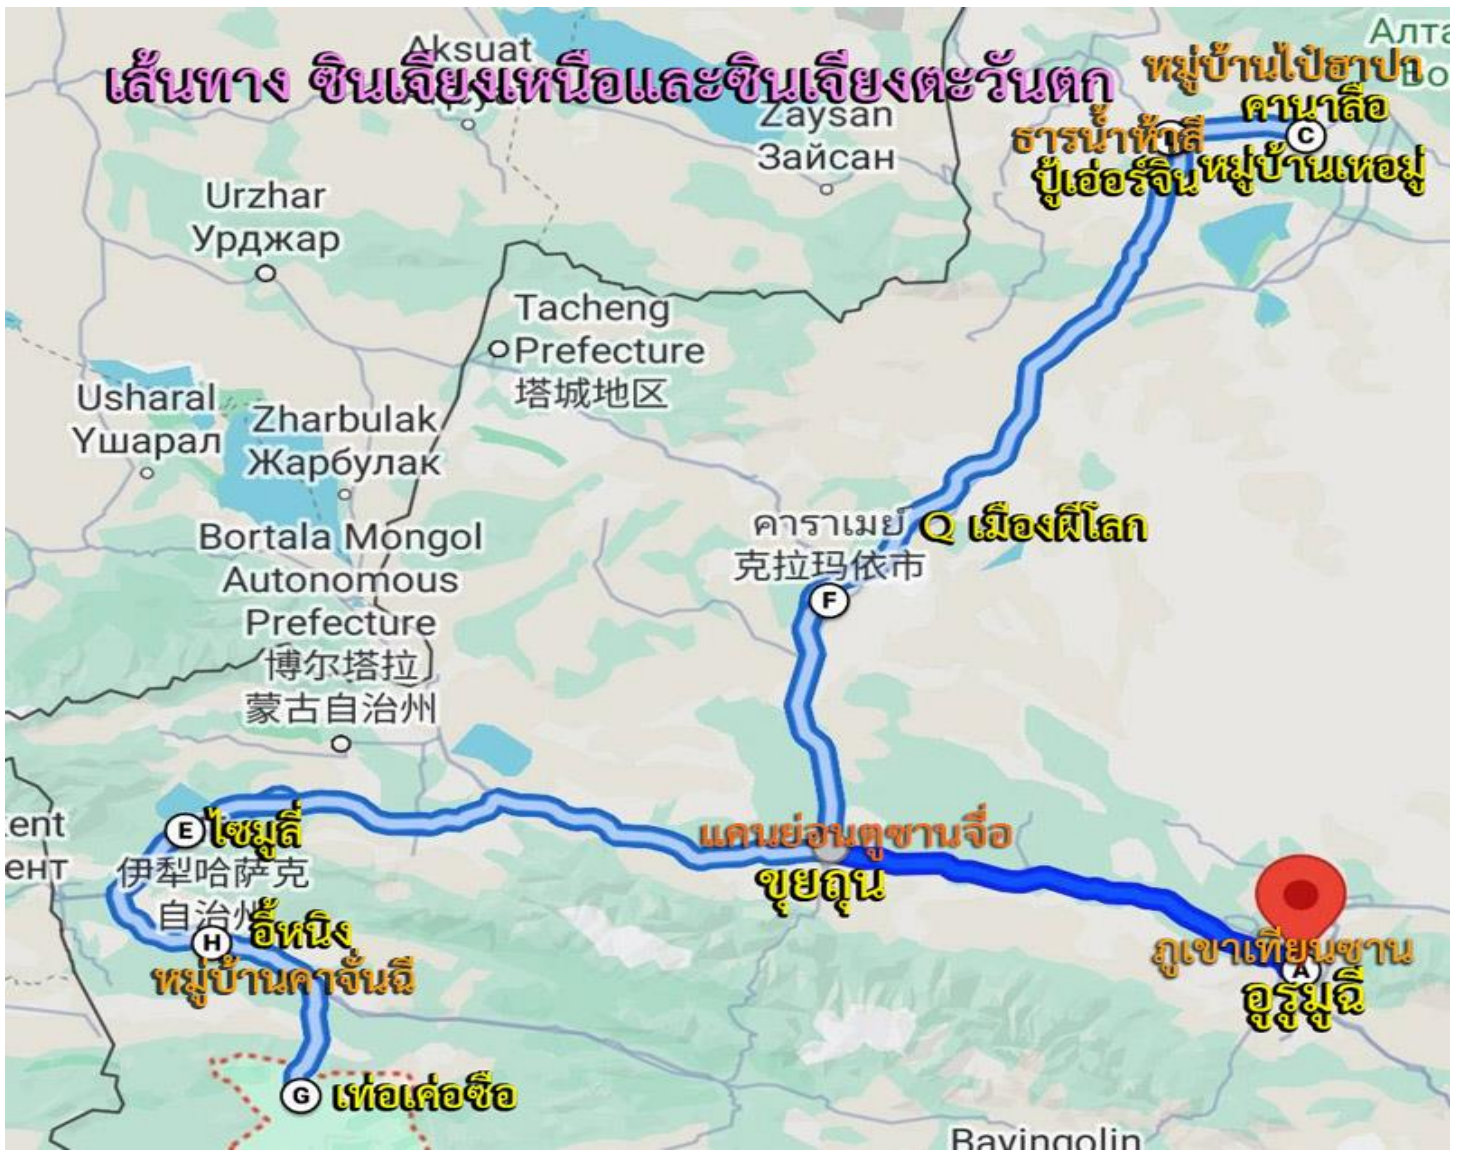 Aksuat
เส้นทาง ซินเจียงเหนือและซินเจียงตะวันตก
Zaysan
Зайсан
หมู่บ้านไป๋ฮาปา
คานาสือ
C
ธารน้ำห้าสี
ปู้เอ่อร์จิน
หมู่บ้านเหอมู่
Urzhar
Урджар
Tacheng
Prefecture
塔城地区
Usharal
Үшарал
Zharbulak
Жарбулак
Bortala Mongol
Autonomous
Prefecture
博尔塔拉
蒙古自治州
คาราเมย์
克拉玛依市
Q เมืองผีโลก
F
E ไซมูลี่
伊犁哈萨克
自治州
H อี้หนิง
หมู่บ้านคาจั่นฉี
G เท่อเค่อซือ
แคนย่อนตูซานจื่อ
ขุยถุน
ภูเขาเทียนซาน
A
อูรูมูฉี
Bayingolin